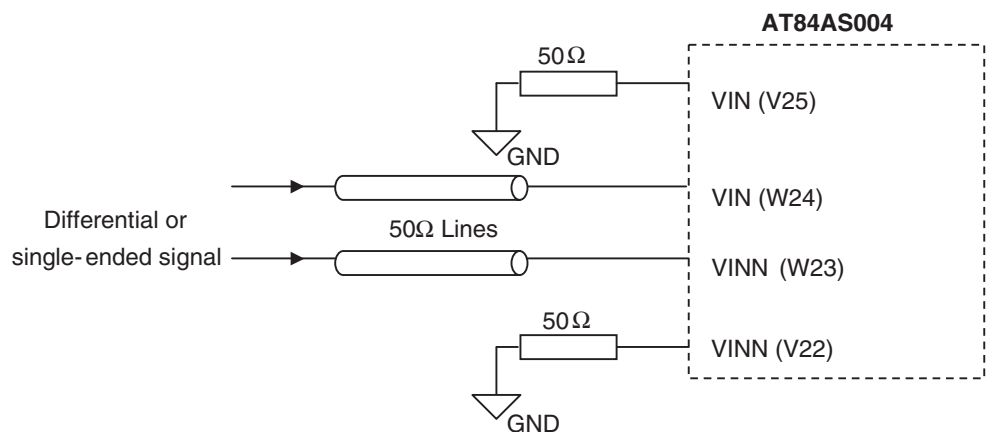 AT84AS004
50Ω
VIN (V25)
GND
VIN (W24)
Differential or
single-ended signal
50Ω Lines
VINN (W23)
50Ω
VINN (V22)
GND